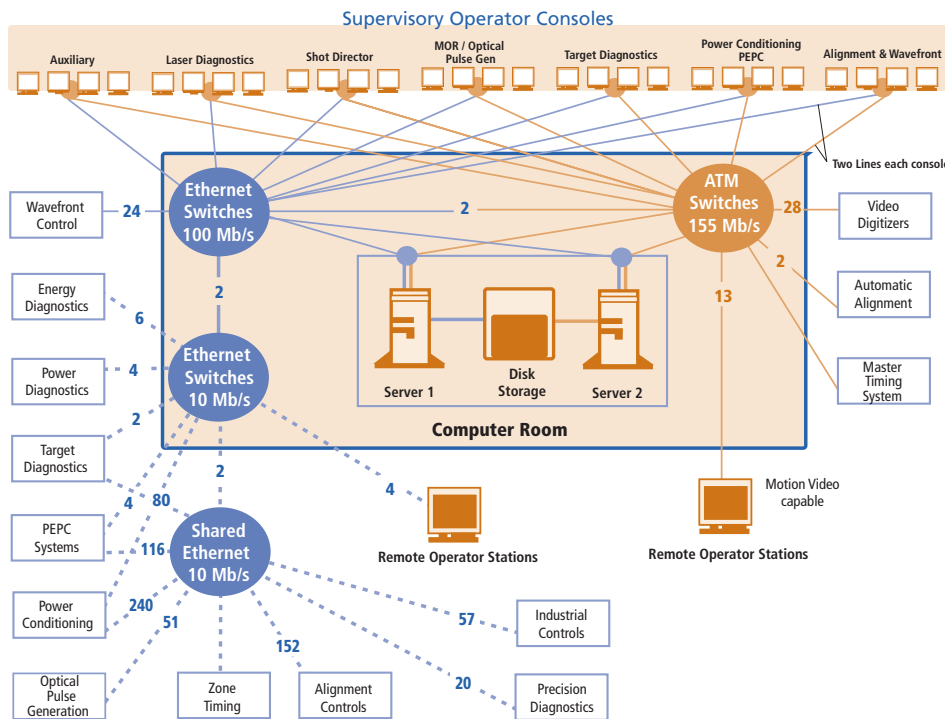 Supervisory Operator Consoles
Auxiliary
Laser Diagnostics
Shot Director
MOR / Optical
Pulse Gen
Target Diagnostics
Power Conditioning
PEPC
Alignment & Wavefront
Two Lines each console
Ethernet
Switches
100 Mb/s
2
ATM
Switches
155 Mb/s
Wavefront
Control
24
28
Video
Digitizers
2
Automatic
Alignment
13
Master
Timing
System
2
Energy
Diagnostics
6
Ethernet
Switches
10 Mb/s
Power
Diagnostics
4
Server 1
Disk
Storage
Server 2
Computer Room
2
Target
Diagnostics
2
4
80
PEPC
Systems
116
Shared
Ethernet
10 Mb/s
4
Remote Operator Stations
Motion Video
capable
Remote Operator Stations
Power
Conditioning
240
51
152
57
Industrial
Controls
20
Optical
Pulse
Generation
Zone
Timing
Alignment
Controls
Precision
Diagnostics